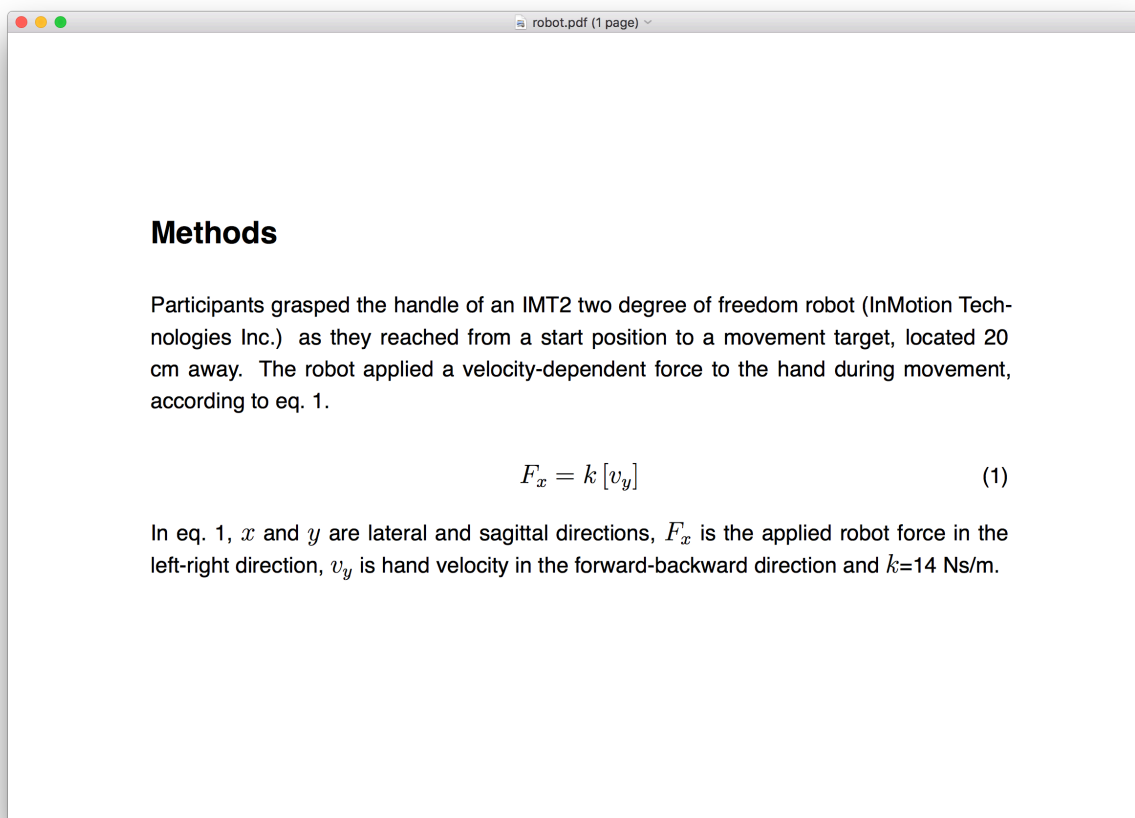 robot.pdf (1 page)
Methods
Participants grasped the handle of an IMT2 two degree of freedom robot (InMotion Tech-
nologies Inc.) as they reached from a start position to a movement target, located 20
cm away. The robot applied a velocity-dependent force to the hand during movement,
according to eq. 1.
F_x = k [v_y] (1)
In eq. 1, x and y are lateral and sagittal directions, F_x is the applied robot force in the
left-right direction, v_y is hand velocity in the forward-backward direction and k=14 Ns/m.